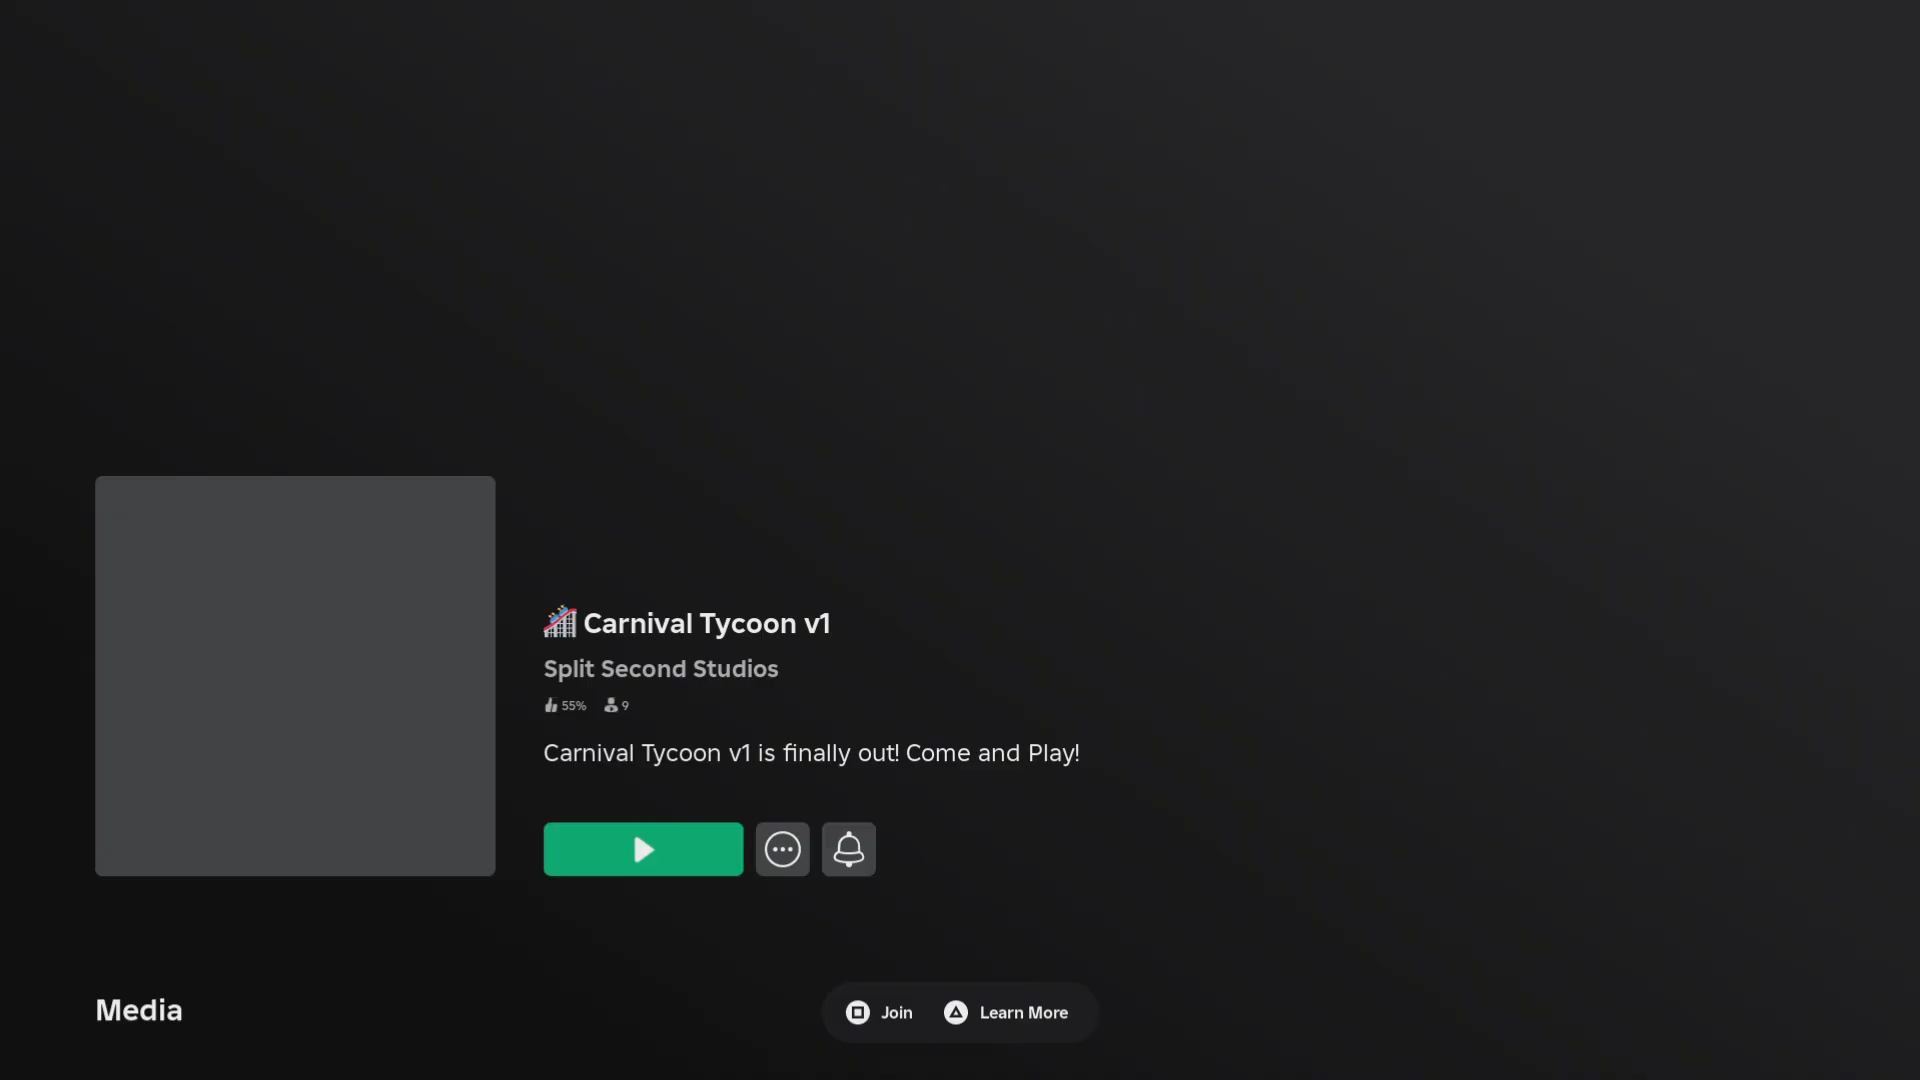 🎢 Carnival Tycoon v1
Split Second Studios
55% 9
Carnival Tycoon v1 is finally out! Come and Play!
Media
Join Learn More